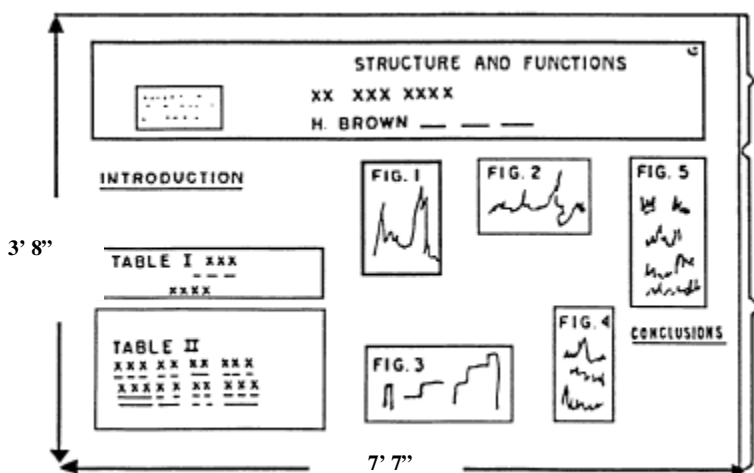 STRUCTURE AND FUNCTIONS
XX XXX XXXX
H. BROWN
INTRODUCTION
FIG. 1
FIG. 2
FIG. 5
3’ 8”
TABLE I XXX
XXXX
TABLE II
XXX XX XX XXX
XXXX X XX XXXX
FIG. 3
FIG. 4
CONCLUSIONS
7’ 7”